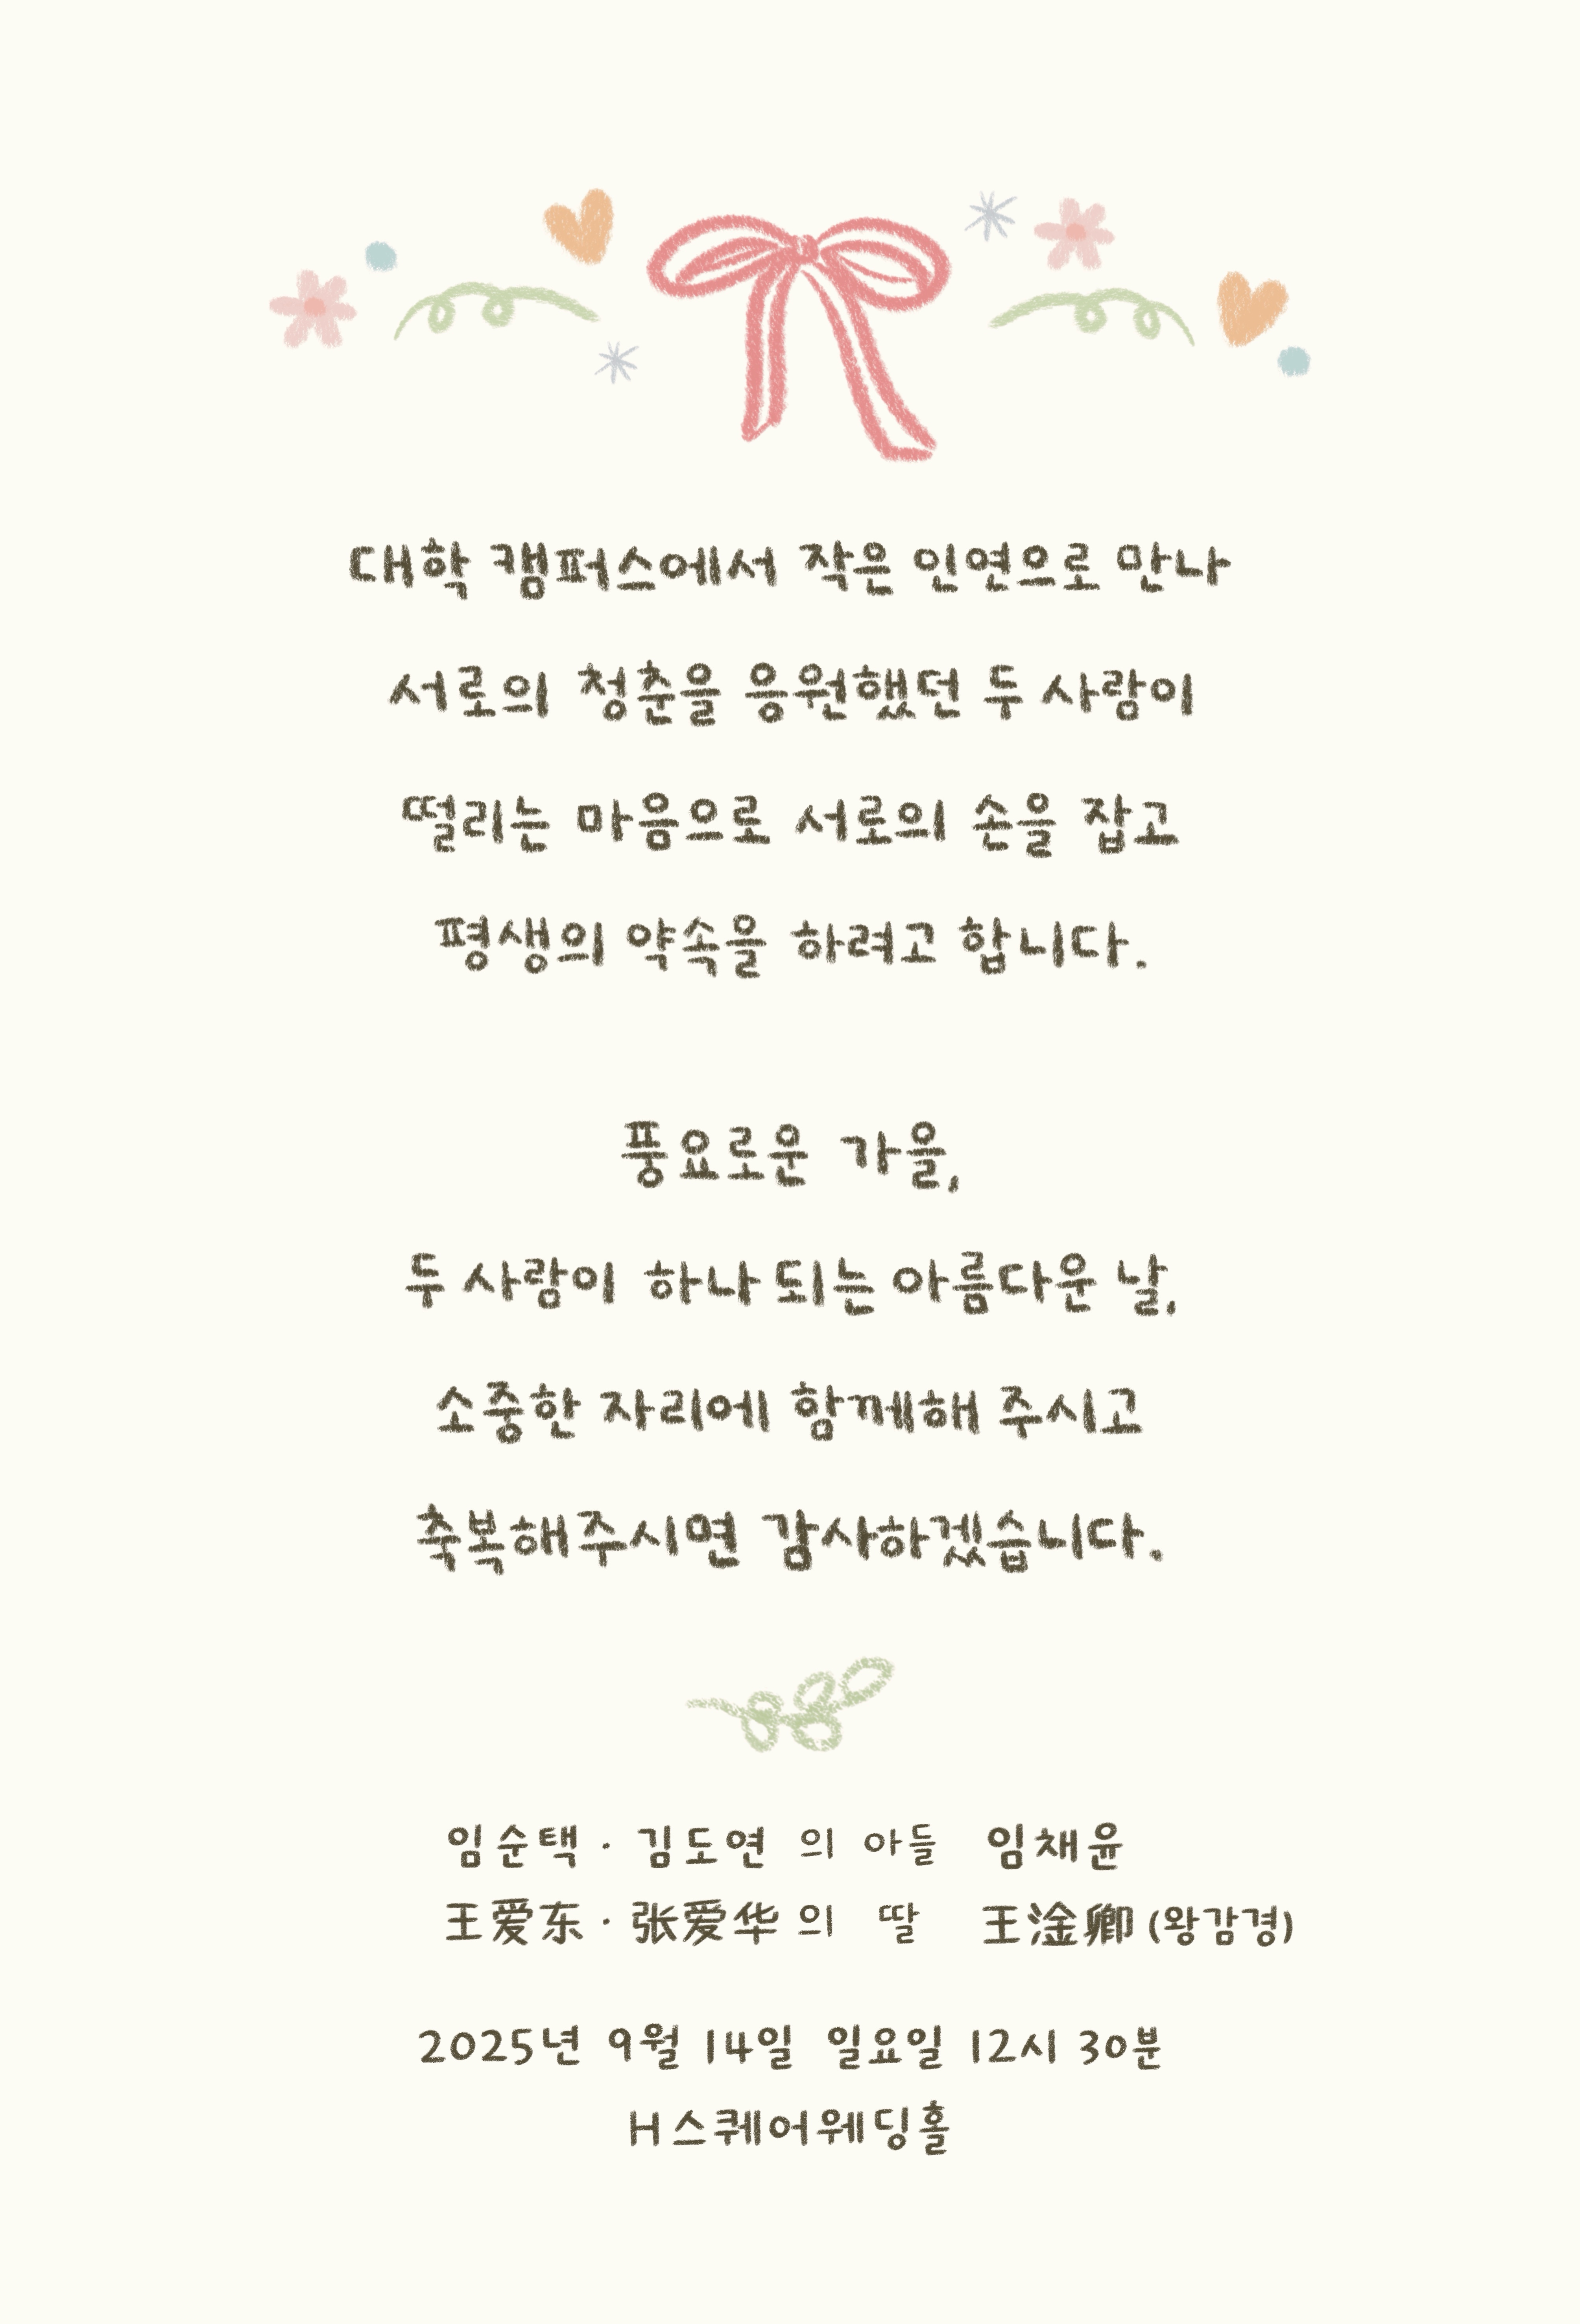 대학 캠퍼스에서 작은 인연으로 만나
서로의 청춘을 응원했던 두 사람이
떨리는 마음으로 서로의 손을 잡고
평생의 약속을 하려고 합니다.
풍요로운 가을,
두 사람이 하나 되는 아름다운 날,
소중한 자리에 함께해 주시고
축복해주시면 감사하겠습니다.
임순택 · 김도연 의 아들 임채윤
王爱东 · 张爱华 의 딸 王淦卿 (왕감경)
2025년 9월 14일 일요일 12시 30분
H스퀘어웨딩홀